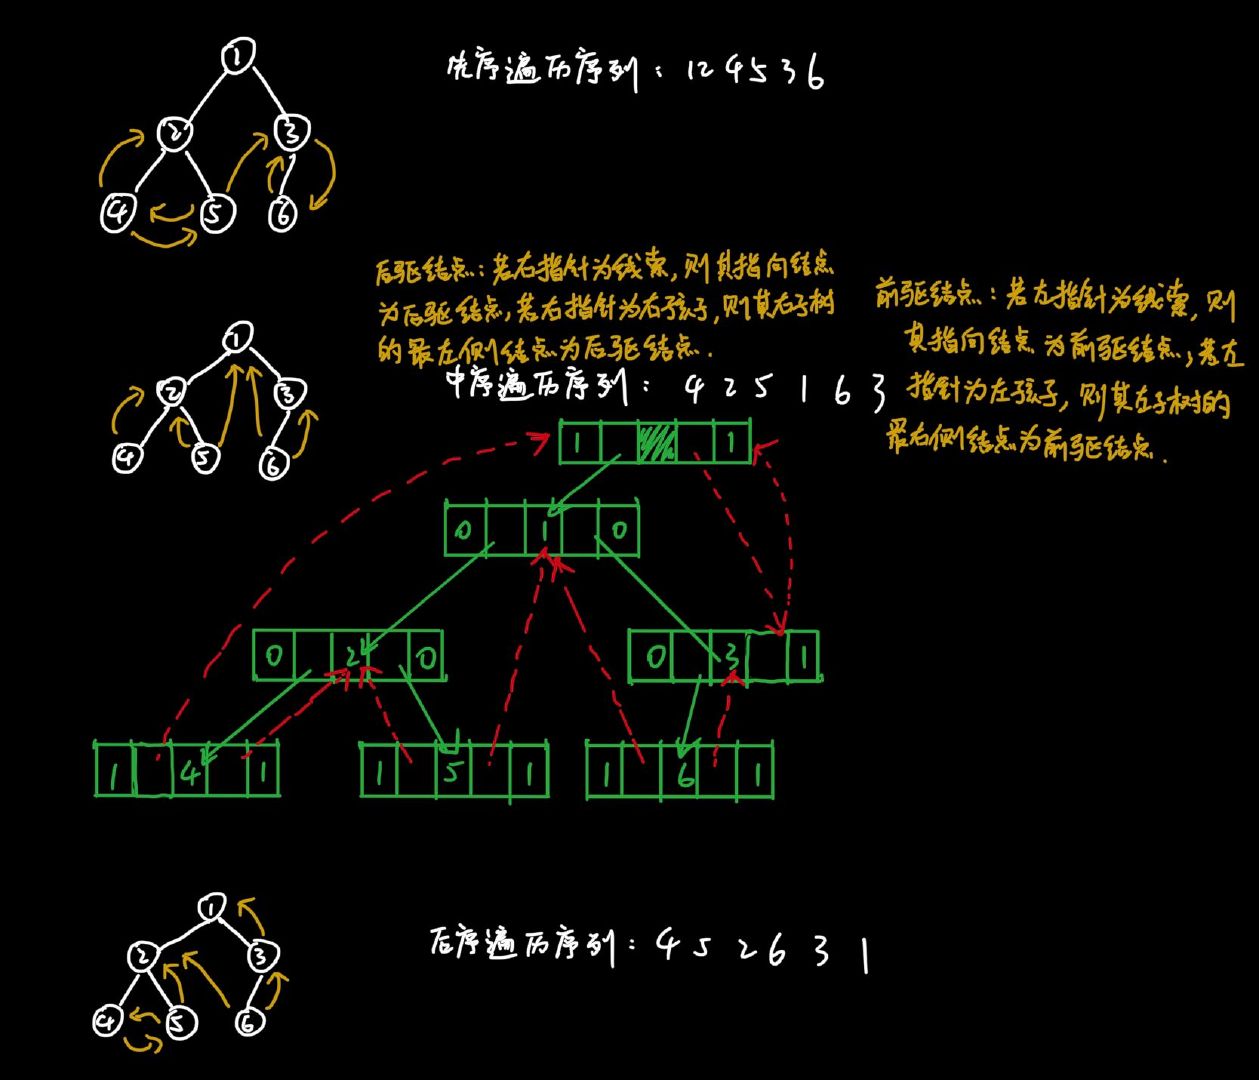 先序遍历序列：124536
1
2 3
4 5 6
后驱结点：若右指针为线索，则其指向结点
为后驱结点，若右指针为右孩子，则其右子树
的最左侧结点为后驱结点．
前驱结点：若左指针为线索，则
其指向结点为前驱结点，若左
指针为左孩子，则其左子树的
最右侧结点为前驱结点．
1
2 3
4 5 6
中序遍历序列：4 2 5 1 6 3
1 1
0 1 0
0 2 0 0 3 1
1 4 1 1 5 1 1 6 1
后序遍历序列：4 5 2 6 3 1
1
2 3
4 5 6